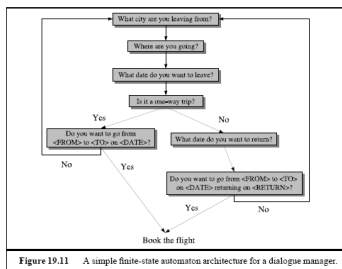 What city are you leaving from?
Where are you going?
What date do you want to leave?
Is it a one-way trip?
Yes
No
Do you want to go from
<FROM> to <TO> on <DATE>?
What date do you want to return?
No
Yes
Do you want to go from <FROM> to <TO>
on <DATE> returning on <RETURN>?
Yes
No
Book the flight
Figure 19.11 A simple finite-state automaton architecture for a dialogue manager.